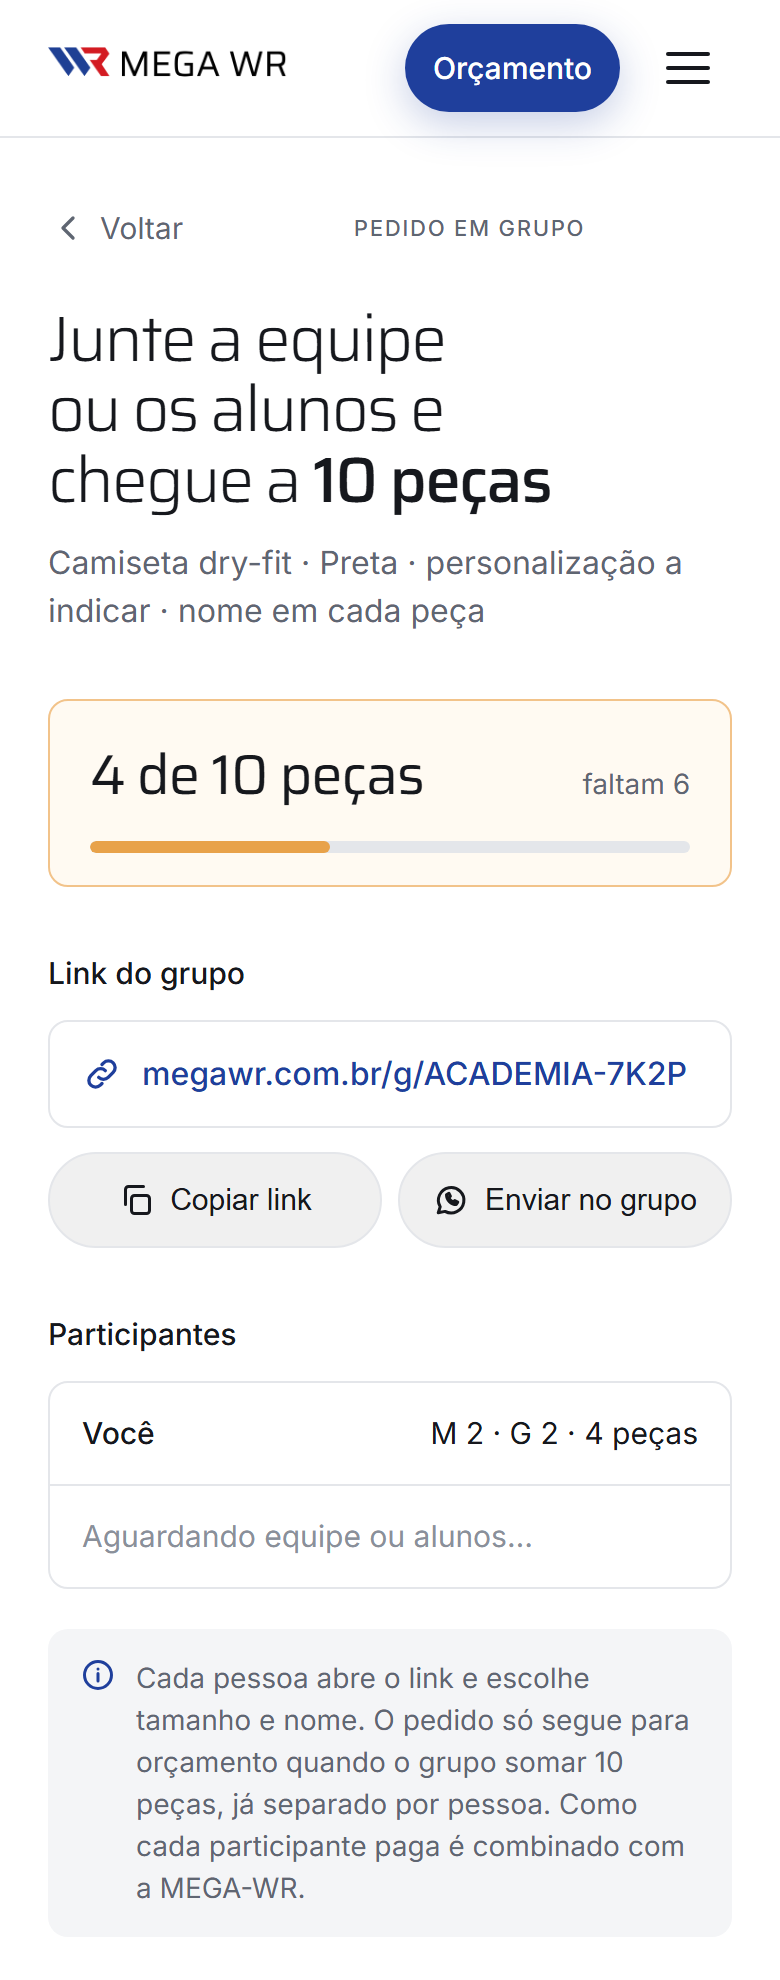 WR MEGA WR
Orçamento
Voltar
PEDIDO EM GRUPO
Junte a equipe
ou os alunos e
chegue a 10 peças
Camiseta dry-fit · Preta · personalização a
indicar · nome em cada peça
4 de 10 peças
faltam 6
Link do grupo
megawr.com.br/g/ACADEMIA-7K2P
Copiar link
Enviar no grupo
Participantes
Você
M 2 · G 2 · 4 peças
Aguardando equipe ou alunos...
Cada pessoa abre o link e escolhe
tamanho e nome. O pedido só segue para
orçamento quando o grupo somar 10
peças, já separado por pessoa. Como
cada participante paga é combinado com
a MEGA-WR.